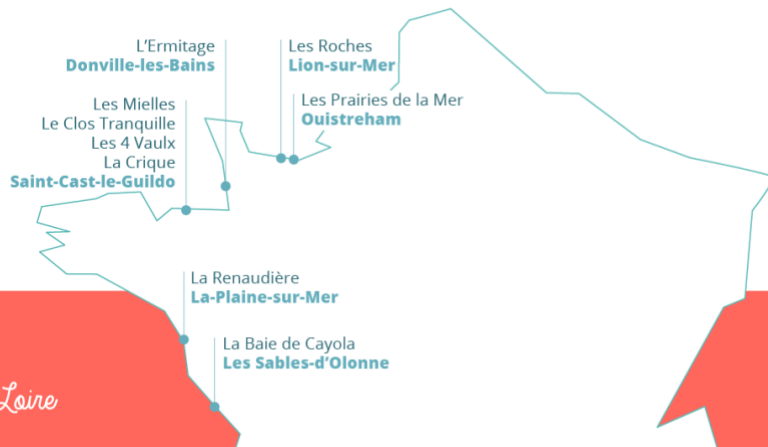 L'Ermitage
Donville-les-Bains
Les Roches
Lion-sur-Mer
Les Mielles
Le Clos Tranquille
Les 4 Vaulx
La Crique
Saint-Cast-le-Guildo
Les Prairies de la Mer
Ouistreham
La Renaudière
La-Plaine-sur-Mer
La Baie de Cayola
Les Sables-d’Olonne
Loire